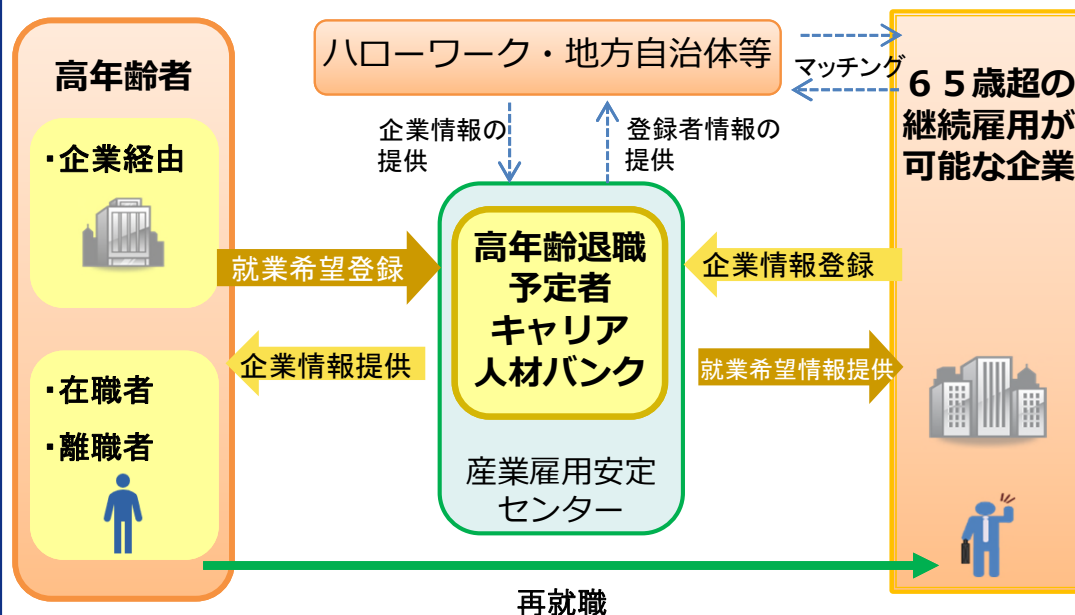 高年齢者
・企業経由
・在職者
・離職者
ハローワーク・地方自治体等
マッチング
企業情報の
提供
登録者情報の
提供
就業希望登録
企業情報提供
高年齢退職
予定者
キャリア
人材バンク
産業雇用安定
センター
企業情報登録
就業希望情報提供
６５歳超の
継続雇用が
可能な企業
再就職